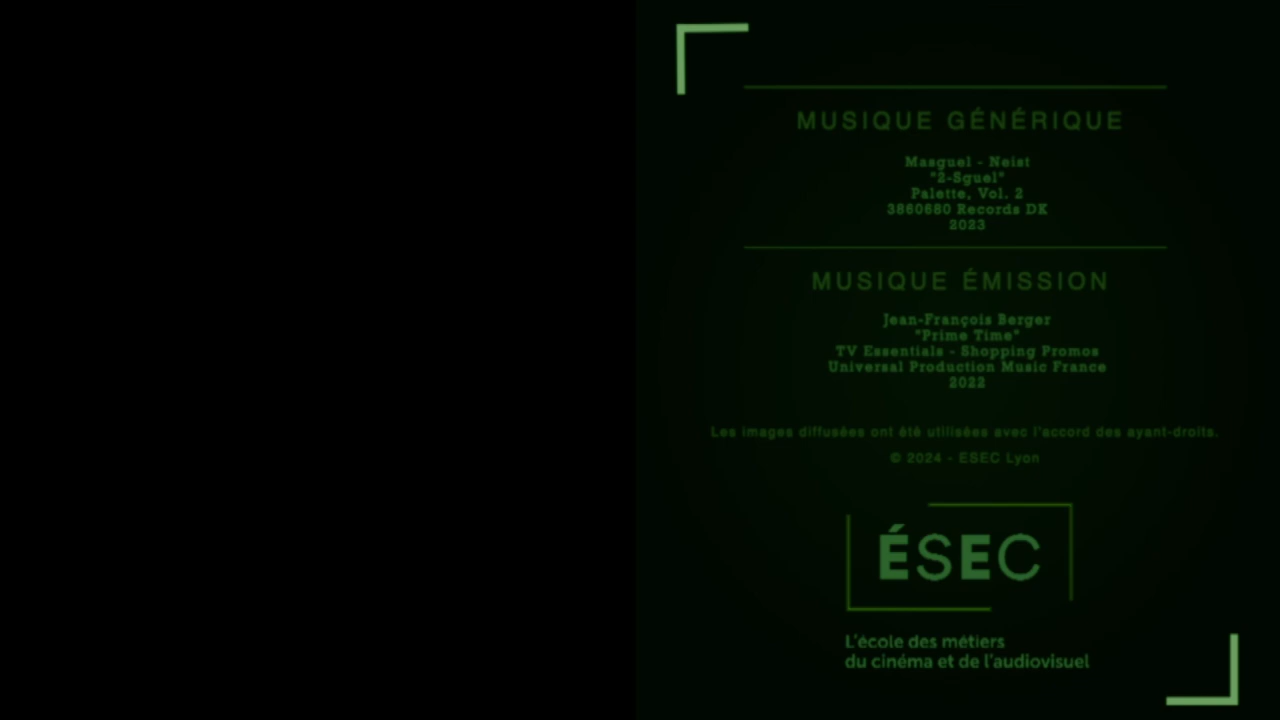 MUSIQUE GÉNÉRIQUE
Masguel - Neist
"2-Sguel"
Palette, Vol. 2
3860680 Records DK
2023
MUSIQUE ÉMISSION
Jean-François Berger
"Prime Time"
TV Essentials - Shopping Promos
Universal Production Music France
2022
Les images diffusées ont été utilisées avec l'accord des ayant-droits.
© 2024 - ESEC Lyon
ÉSEC
L'école des métiers
du cinéma et de l'audiovisuel